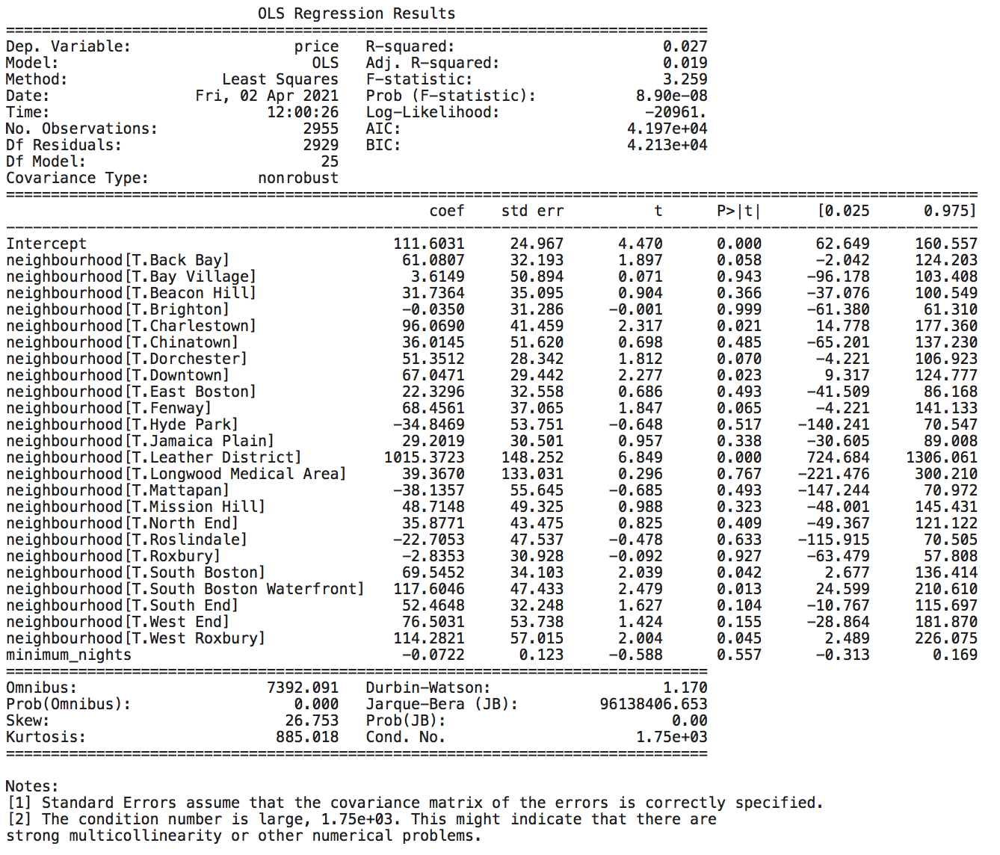 OLS Regression Results
==============================================================================
Dep. Variable: price R-squared: 0.027
Model: OLS Adj. R-squared: 0.019
Method: Least Squares F-statistic: 3.259
Date: Fri, 02 Apr 2021 Prob (F-statistic): 8.90e-08
Time: 12:00:26 Log-Likelihood: -20961.
No. Observations: 2955 AIC: 4.197e+04
Df Residuals: 2929 BIC: 4.213e+04
Df Model: 25
Covariance Type: nonrobust
============================================================================================================
coef std err t P>|t| [0.025 0.975]
------------------------------------------------------------------------------------------------------------
Intercept 111.6031 24.967 4.470 0.000 62.649 160.557
neighbourhood[T.Back Bay] 61.0807 32.193 1.897 0.058 -2.042 124.203
neighbourhood[T.Bay Village] 3.6149 50.894 0.071 0.943 -96.178 103.408
neighbourhood[T.Beacon Hill] 31.7364 35.095 0.904 0.366 -37.076 100.549
neighbourhood[T.Brighton] -0.0350 31.286 -0.001 0.999 -61.380 61.310
neighbourhood[T.Charlestown] 96.0690 41.459 2.317 0.021 14.778 177.360
neighbourhood[T.Chinatown] 36.0145 51.620 0.698 0.485 -65.201 137.230
neighbourhood[T.Dorchester] 51.3512 28.342 1.812 0.070 -4.221 106.923
neighbourhood[T.Downtown] 67.0471 29.442 2.277 0.023 9.317 124.777
neighbourhood[T.East Boston] 22.3296 32.558 0.686 0.493 -41.509 86.168
neighbourhood[T.Fenway] 68.4561 37.065 1.847 0.065 -4.221 141.133
neighbourhood[T.Hyde Park] -34.8469 53.751 -0.648 0.517 -140.241 70.547
neighbourhood[T.Jamaica Plain] 29.2019 30.501 0.957 0.338 -30.605 89.008
neighbourhood[T.Leather District] 1015.3723 148.252 6.849 0.000 724.684 1306.061
neighbourhood[T.Longwood Medical Area] 39.3670 133.031 0.296 0.767 -221.476 300.210
neighbourhood[T.Mattapan] -38.1357 55.645 -0.685 0.493 -147.244 70.972
neighbourhood[T.Mission Hill] 48.7148 49.325 0.988 0.323 -48.001 145.431
neighbourhood[T.North End] 35.8771 43.475 0.825 0.409 -49.367 121.122
neighbourhood[T.Roslindale] -22.7053 47.537 -0.478 0.633 -115.915 70.505
neighbourhood[T.Roxbury] -2.8353 30.928 -0.092 0.927 -63.479 57.808
neighbourhood[T.South Boston] 69.5452 34.103 2.039 0.042 2.677 136.414
neighbourhood[T.South Boston Waterfront] 117.6046 47.433 2.479 0.013 24.599 210.610
neighbourhood[T.South End] 52.4648 32.248 1.627 0.104 -10.767 115.697
neighbourhood[T.West End] 76.5031 53.738 1.424 0.155 -28.864 181.870
neighbourhood[T.West Roxbury] 114.2821 57.015 2.004 0.045 2.489 226.075
minimum_nights -0.0722 0.123 -0.588 0.557 -0.313 0.169
==============================================================================
Omnibus: 7392.091 Durbin-Watson: 1.170
Prob(Omnibus): 0.000 Jarque-Bera (JB): 96138406.653
Skew: 26.753 Prob(JB): 0.00
Kurtosis: 885.018 Cond. No. 1.75e+03
==============================================================================
Notes:
[1] Standard Errors assume that the covariance matrix of the errors is correctly specified.
[2] The condition number is large, 1.75e+03. This might indicate that there are
strong multicollinearity or other numerical problems.